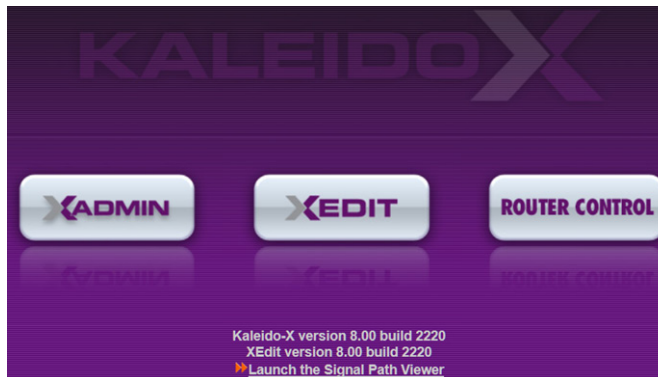 KALEIDO X
XADMIN
XEDIT
ROUTER CONTROL
Kaleido-X version 8.00 build 2220
XEdit version 8.00 build 2220
Launch the Signal Path Viewer